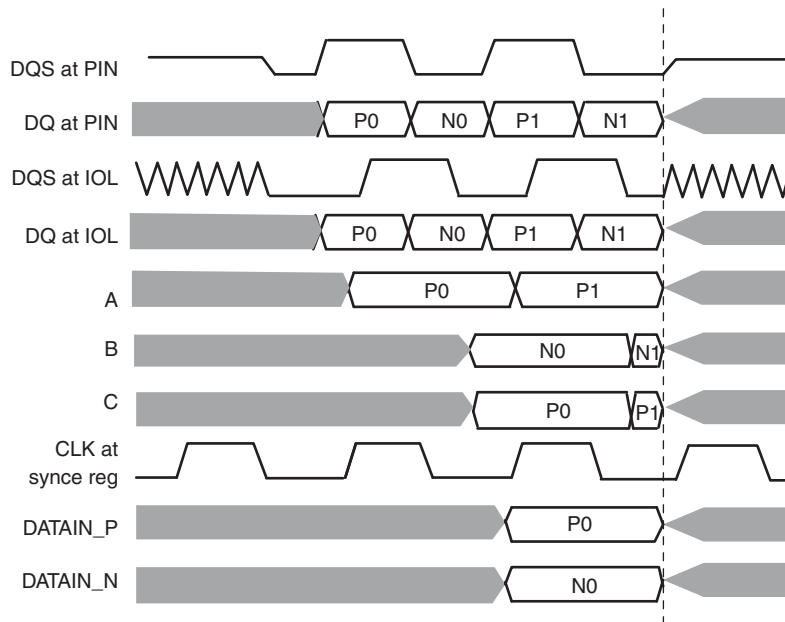 DQS at PIN
DQ at PIN P0 N0 P1 N1
DQS at IOL
DQ at IOL P0 N0 P1 N1
A P0 P1
B N0 N1
C P0 P1
CLK at
synce reg
DATAIN_P P0
DATAIN_N N0